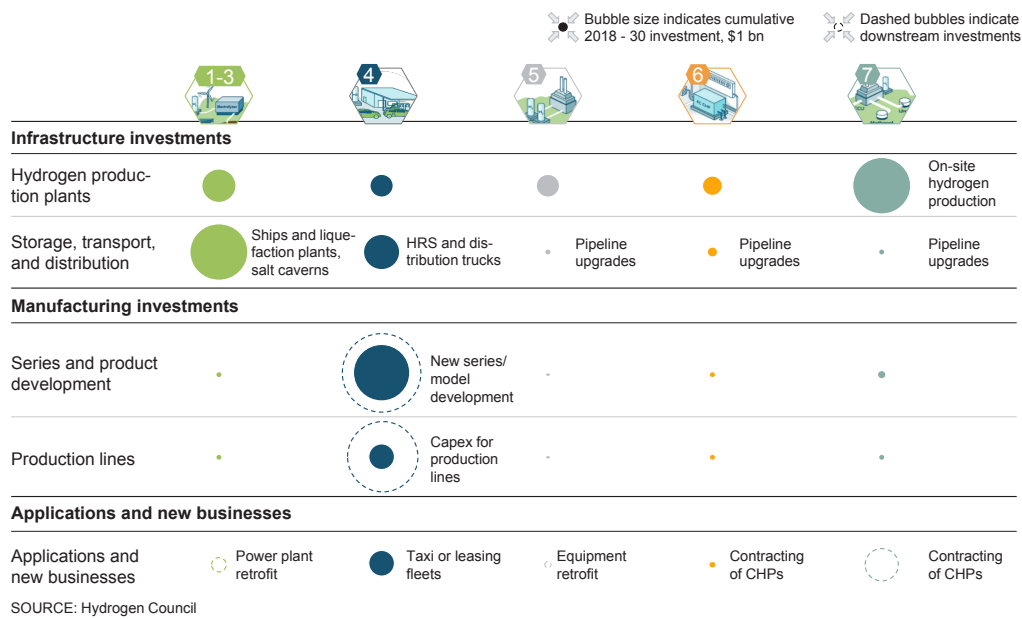 Bubble size indicates cumulative
2018 - 30 investment, $1 bn
Dashed bubbles indicate
downstream investments
1-3
4
5
6
7
Infrastructure investments
Hydrogen produc-
tion plants
On-site
hydrogen
production
Storage, transport,
and distribution
Ships and lique-
faction plants,
salt caverns
HRS and dis-
tribution trucks
Pipeline
upgrades
Pipeline
upgrades
Pipeline
upgrades
Manufacturing investments
Series and product
development
New series/
model
development
Production lines
Capex for
production
lines
Applications and new businesses
Applications and
new businesses
Power plant
retrofit
Taxi or leasing
fleets
Equipment
retrofit
Contracting
of CHPs
Contracting
of CHPs
SOURCE: Hydrogen Council